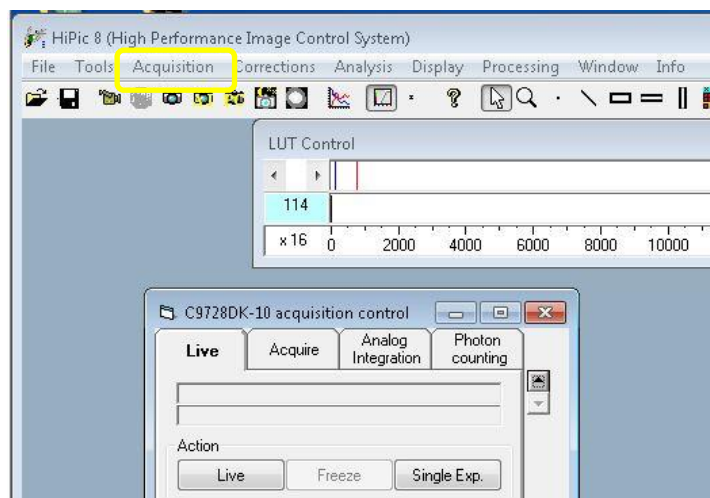 HiPic 8 (High Performance Image Control System)
File Tools Acquisition Corrections Analysis Display Processing Window Info
LUT Control
114
x 16 0 2000 4000 6000 8000 10000
C9728DK-10 acquisition control
Live Acquire Analog Integration Photon counting
Action
Live Freeze Single Exp.